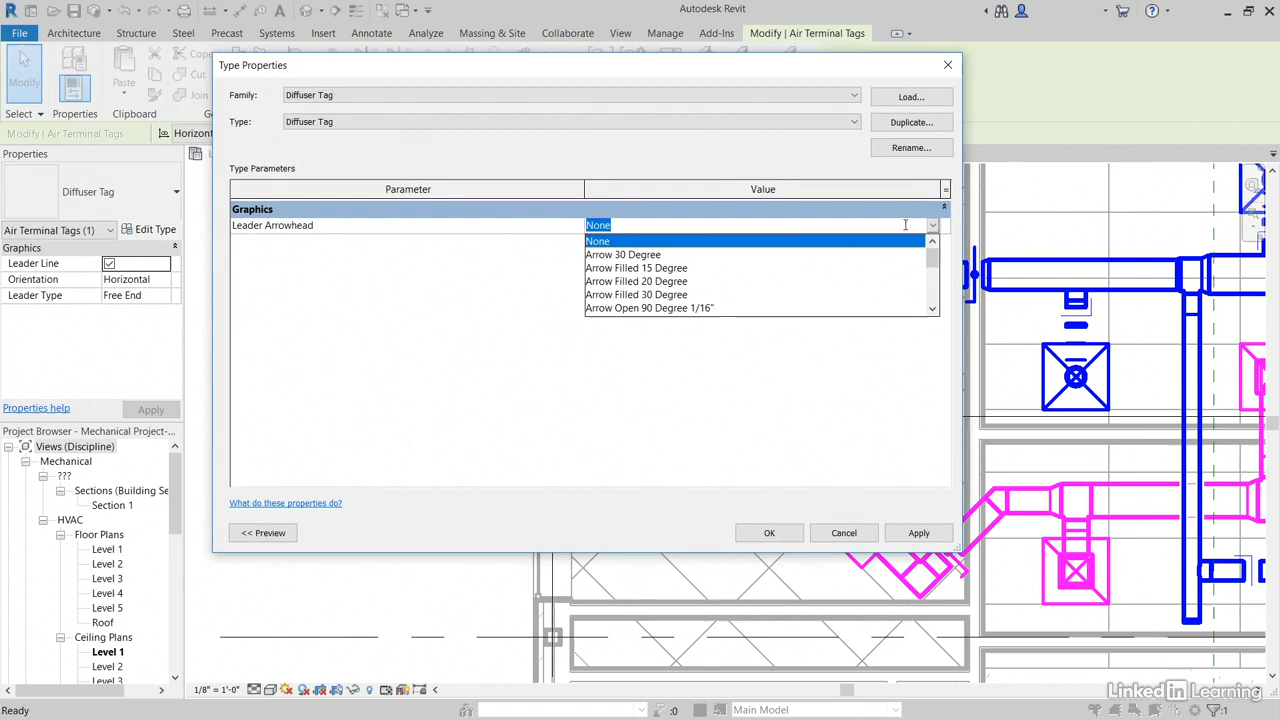 Autodesk Revit
File Architecture Structure Steel Precast Systems Insert Annotate Analyze Massing & Site Collaborate View Manage Add-Ins Modify | Air Terminal Tags
Modify
Paste
Cope
Cut
Join
Select Properties Clipboard
Modify | Air Terminal Tags
Horizont
Properties
Diffuser Tag
Air Terminal Tags (1) Edit Type
Graphics
Leader Line
Orientation Horizontal
Leader Type Free End
Properties help Apply
Project Browser - Mechanical Project-...
Views (Discipline)
Mechanical
???
Sections (Building Se
Section 1
HVAC
Floor Plans
Level 1
Level 2
Level 3
Level 4
Level 5
Roof
Ceiling Plans
Level 1
Level 2
Level 3
Type Properties
Family: Diffuser Tag Load...
Type: Diffuser Tag Duplicate...
Rename...
Type Parameters
Parameter Value =
Graphics
Leader Arrowhead None
None
Arrow 30 Degree
Arrow Filled 15 Degree
Arrow Filled 20 Degree
Arrow Filled 30 Degree
Arrow Open 90 Degree 1/16"
What do these properties do?
<< Preview OK Cancel Apply
1/8" = 1'-0"
Linked in Learning
Ready :0 Main Model :1